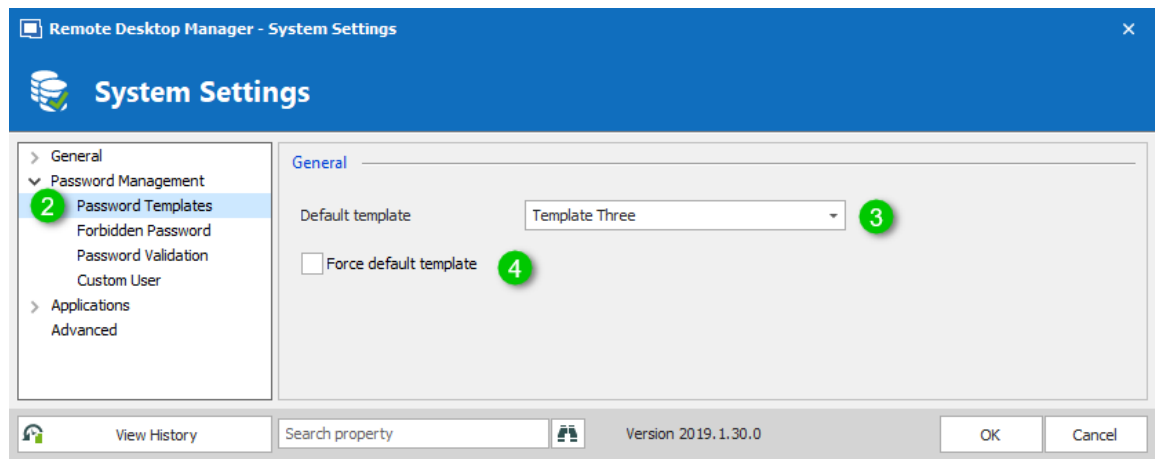 Remote Desktop Manager - System Settings
System Settings
General
Password Management
2 Password Templates
Forbidden Password
Password Validation
Custom User
Applications
Advanced
General
Default template Template Three 3
Force default template 4
View History Search property Version 2019.1.30.0 OK Cancel